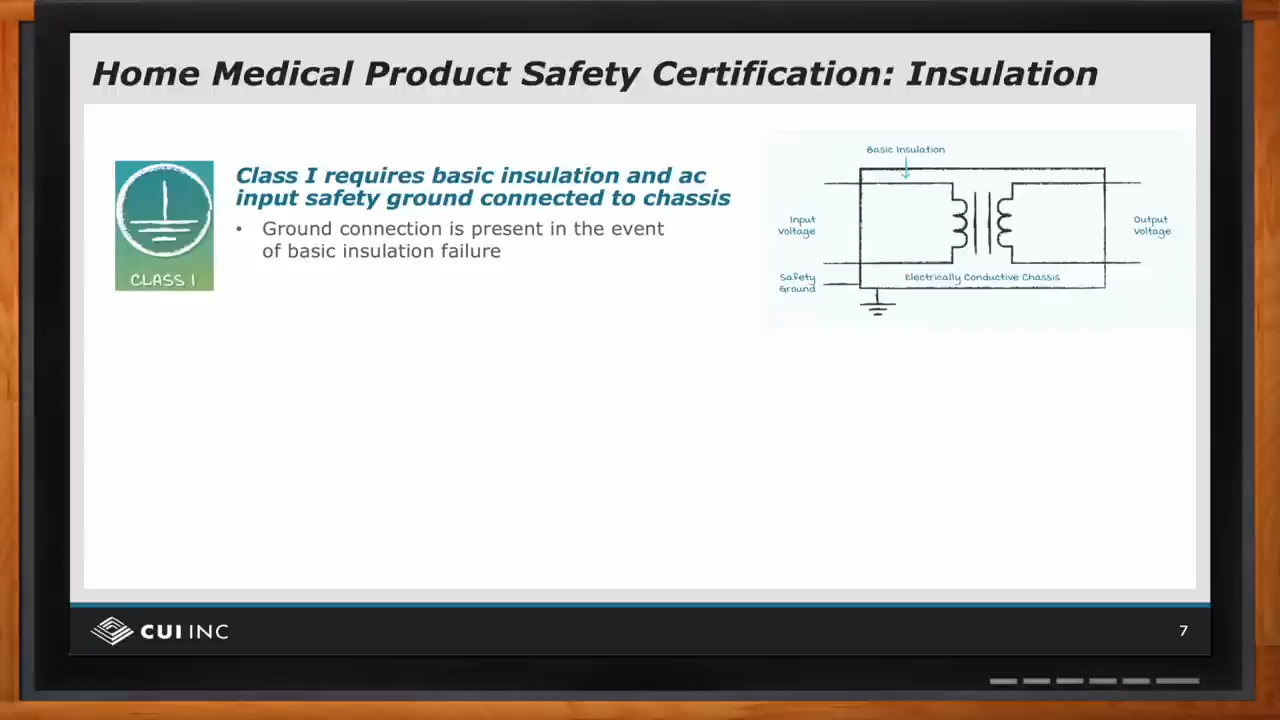 Home Medical Product Safety Certification: Insulation
CLASS I
Class I requires basic insulation and ac
input safety ground connected to chassis
• Ground connection is present in the event
of basic insulation failure
Basic Insulation
Input
Voltage
Output
Voltage
Safety
Ground
Electrically Conductive Chassis
CUI INC
7